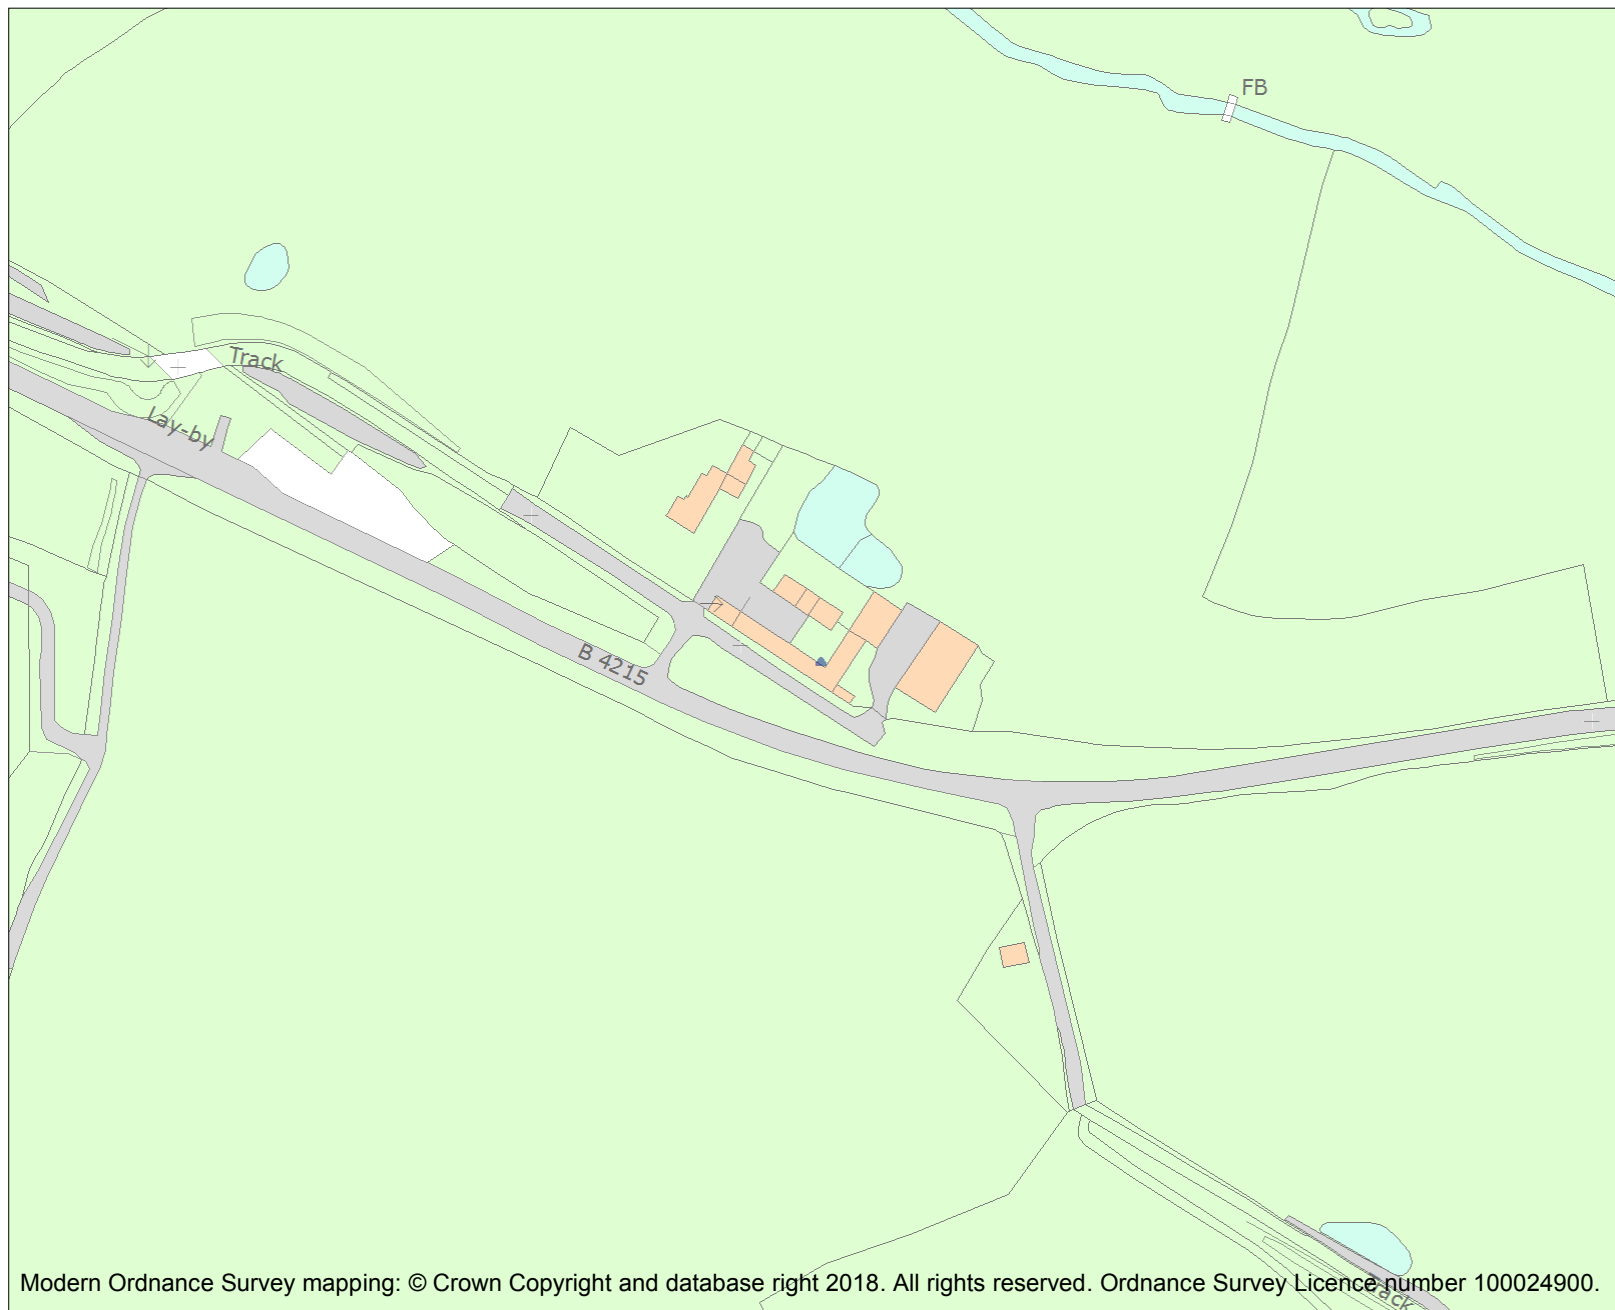 FB
Track
Lay-by
B 4215
Modern Ordnance Survey mapping: © Crown Copyright and database right 2018. All rights reserved. Ordnance Survey Licence number 100024900.
Track